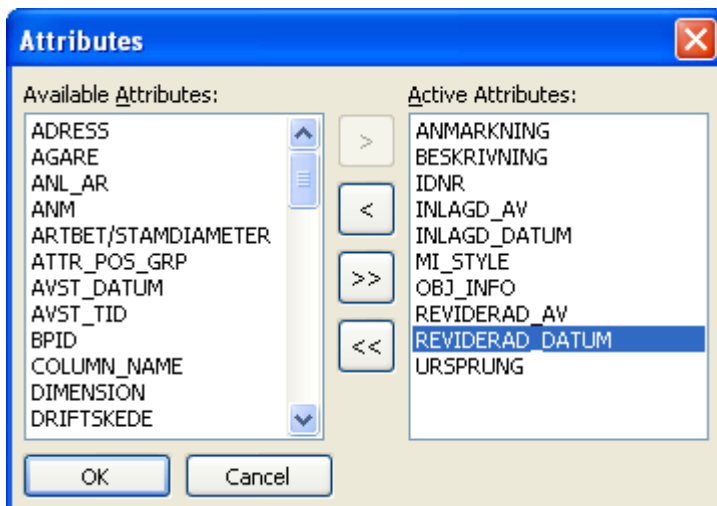 Attributes
Available Attributes:
ADRESS
AGARE
ANL_AR
ANM
ARTBET/STAMDIAMETER
ATTR_POS_GRP
AVST_DATUM
AVST_TID
BPID
COLUMN_NAME
DIMENSION
DRIFTSKEDE
>
<
>>
<<
Active Attributes:
ANMARKNING
BESKRIVNING
IDNR
INLAGD_AV
INLAGD_DATUM
MI_STYLE
OBJ_INFO
REVIDERAD_AV
REVIDERAD_DATUM
URSPRUNG
OK Cancel